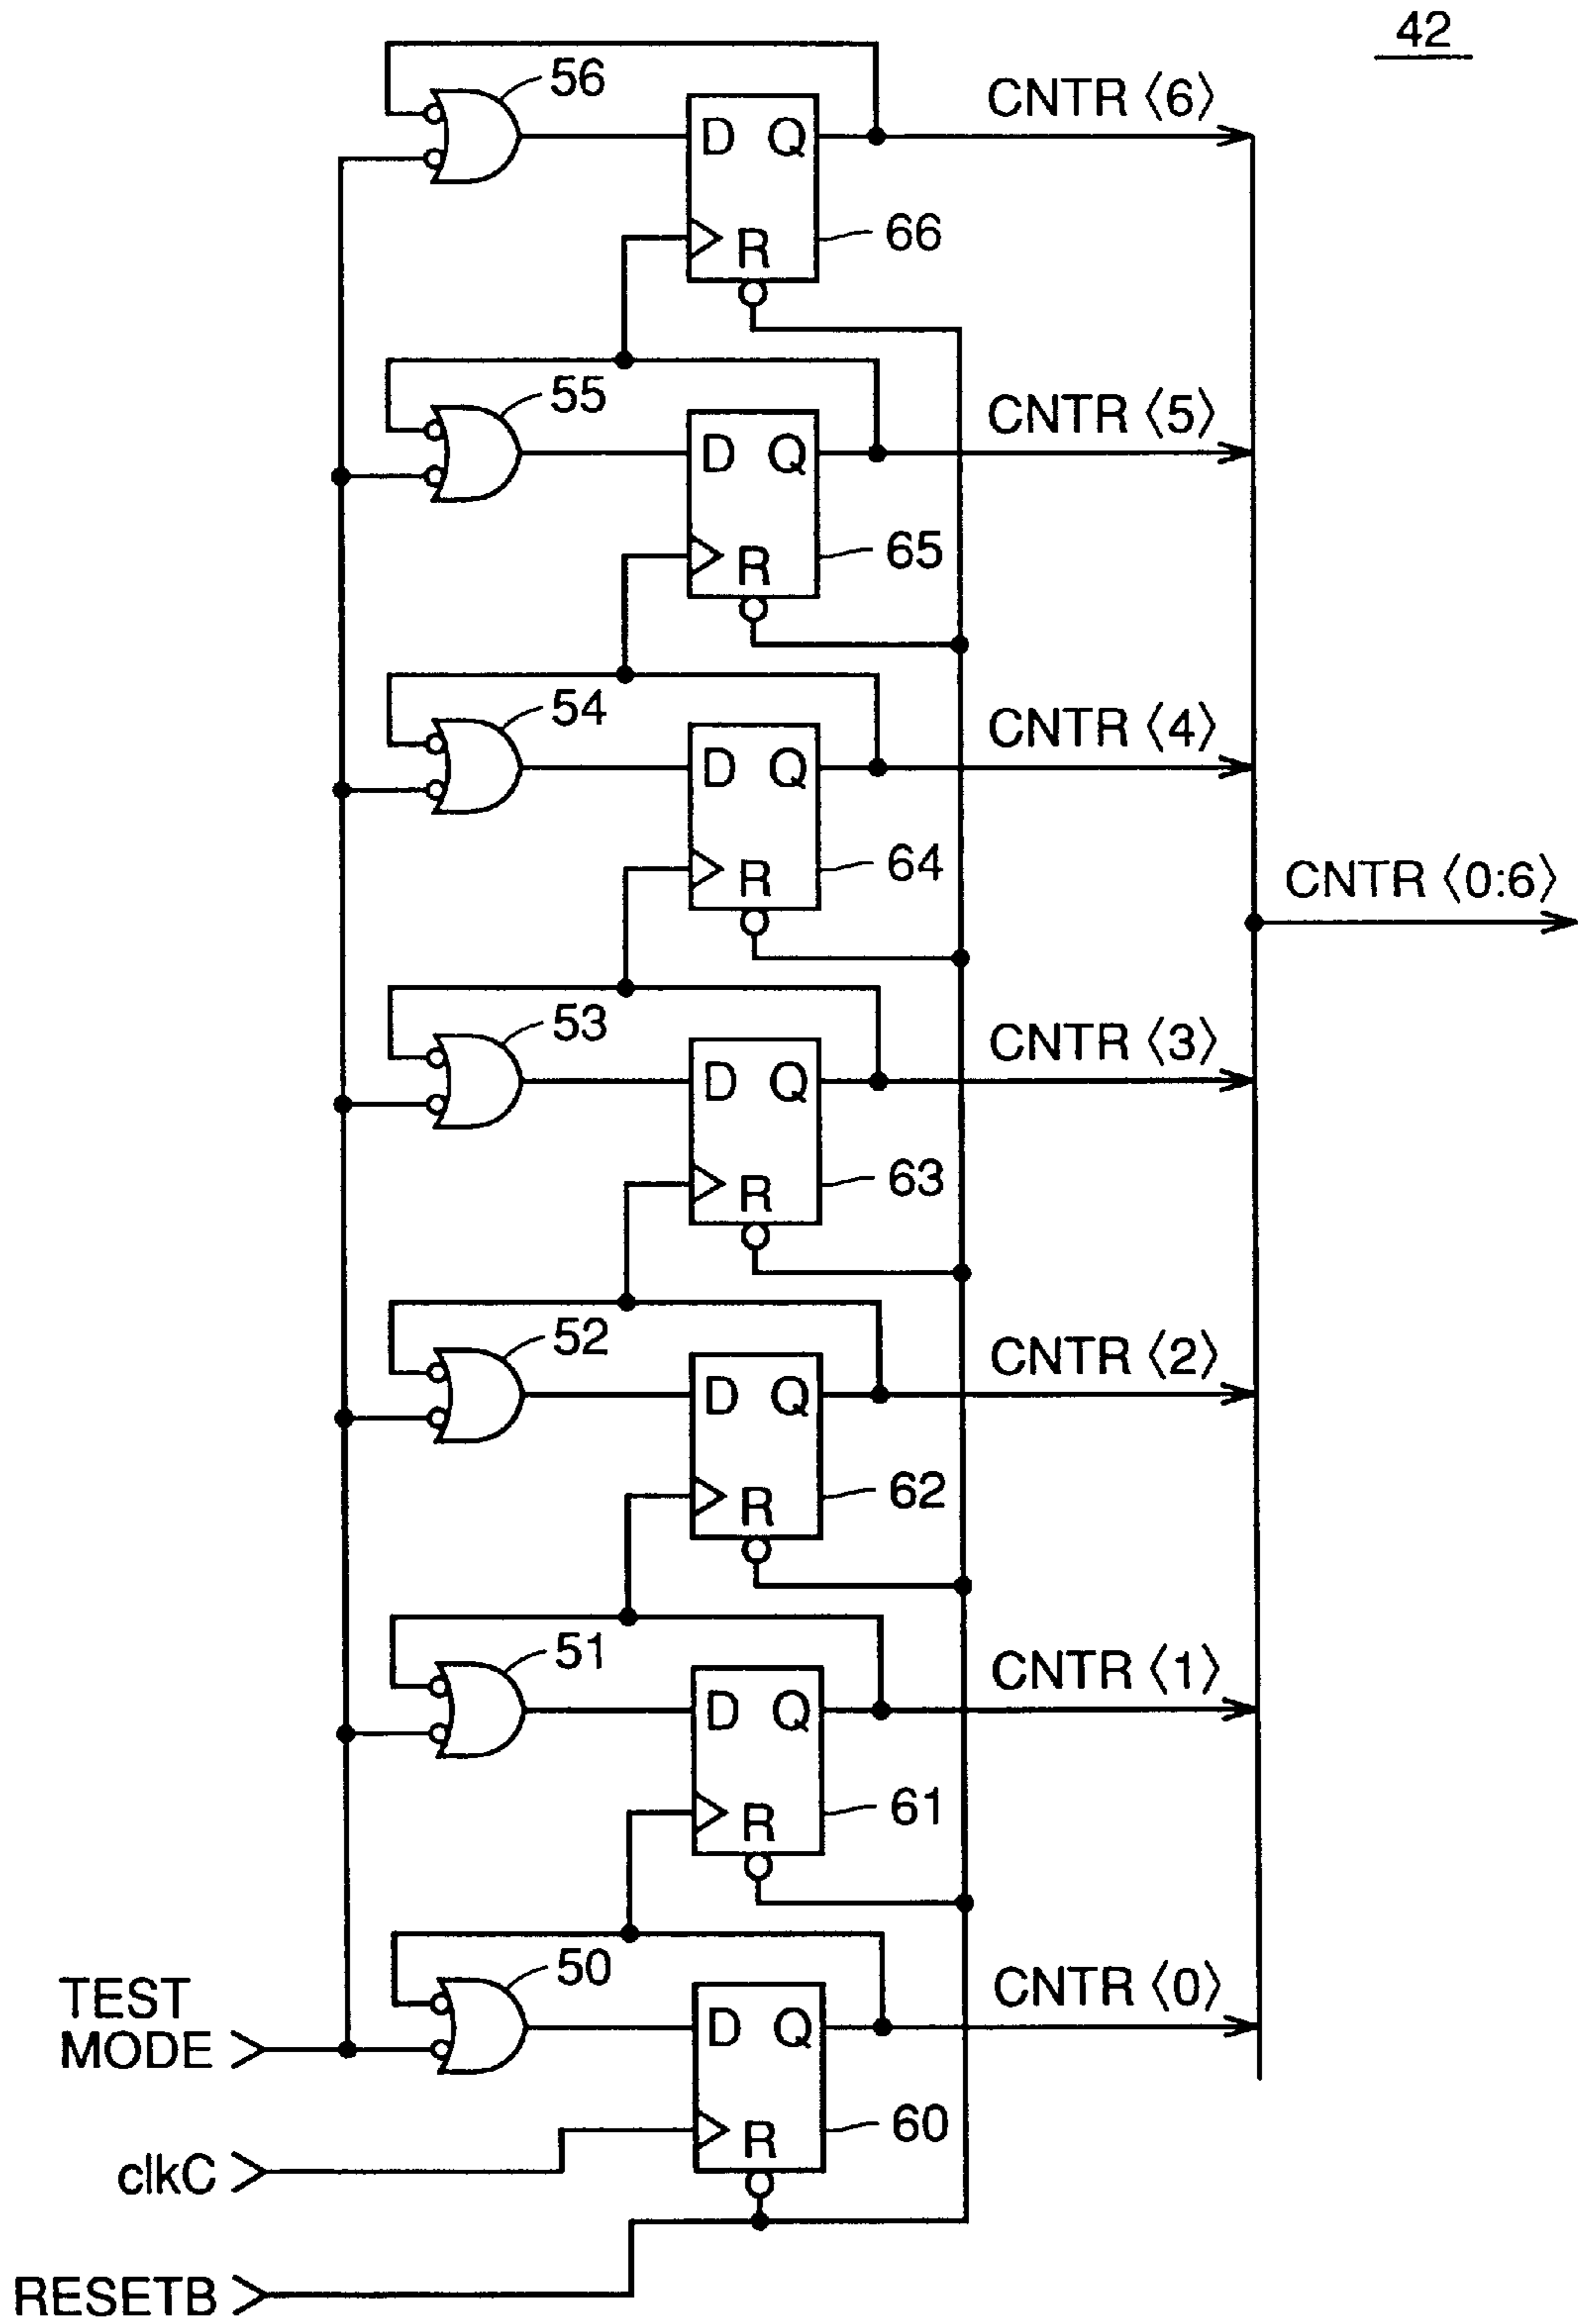 42
56
CNTR ⟨6⟩
D Q
R
66
55
CNTR ⟨5⟩
D Q
R
65
54
CNTR ⟨4⟩
D Q
R
64
CNTR ⟨0:6⟩
53
CNTR ⟨3⟩
D Q
R
63
52
CNTR ⟨2⟩
D Q
R
62
51
CNTR ⟨1⟩
D Q
R
61
50
CNTR ⟨0⟩
TEST
MODE
D Q
R
60
clkC
RESETB